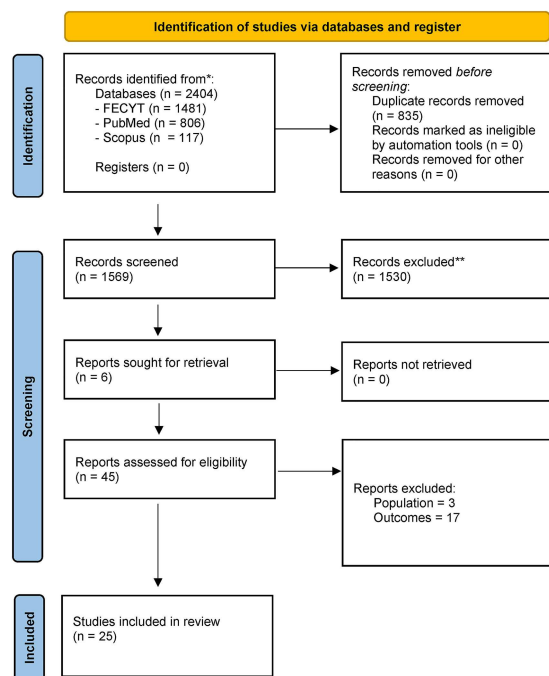 Identification of studies via databases and register
Identification
Records identified from*:
Databases (n = 2404)
- FECYT (n = 1481)
- PubMed (n = 806)
- Scopus (n = 117)
Registers (n = 0)
Records removed before
screening:
Duplicate records removed
(n = 835)
Records marked as ineligible
by automation tools (n = 0)
Records removed for other
reasons (n = 0)
Screening
Records screened
(n = 1569)
Records excluded**
(n = 1530)
Reports sought for retrieval
(n = 6)
Reports not retrieved
(n = 0)
Reports assessed for eligibility
(n = 45)
Reports excluded:
Population = 3
Outcomes = 17
Included
Studies included in review
(n = 25)